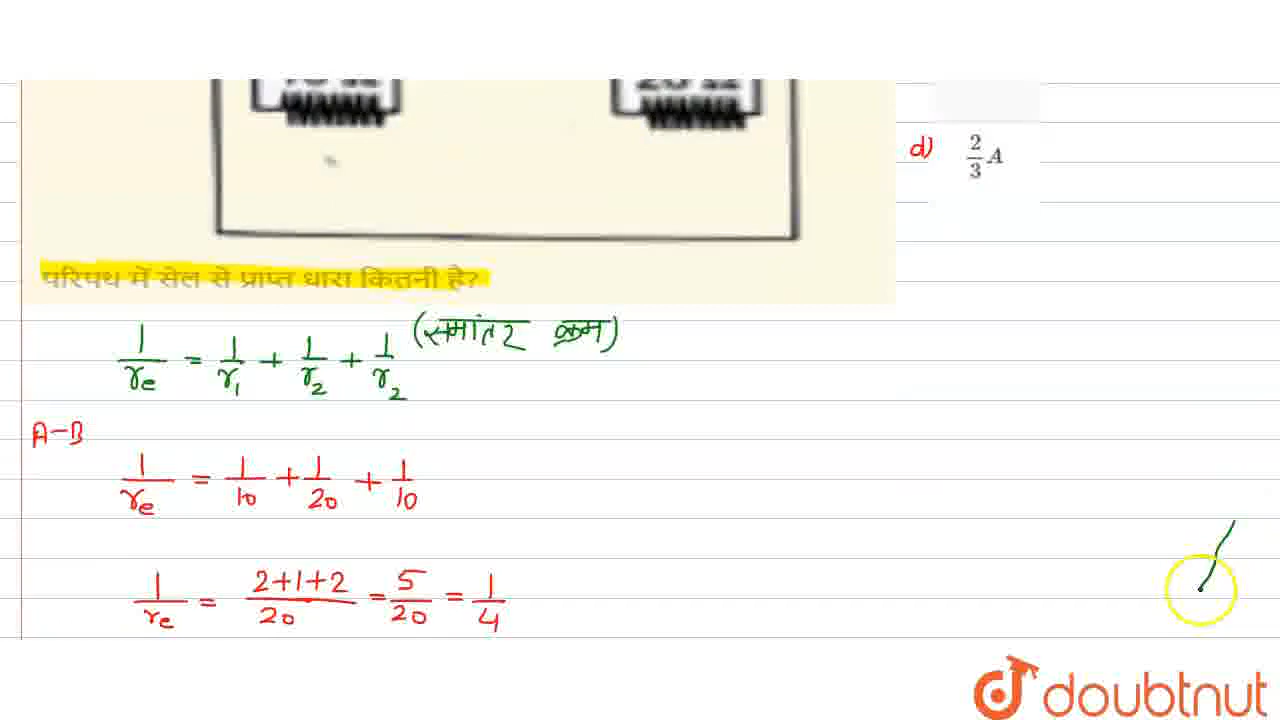 d) 2/3 A
परिपथ में सेल से प्राप्त धारा कितनी है?
1/re = 1/r1 + 1/r2 + 1/r2 (समांतर क्रम)
A-B
1/re = 1/10 + 1/20 + 1/10
1/re = 2+1+2/20 = 5/20 = 1/4
doubtnut